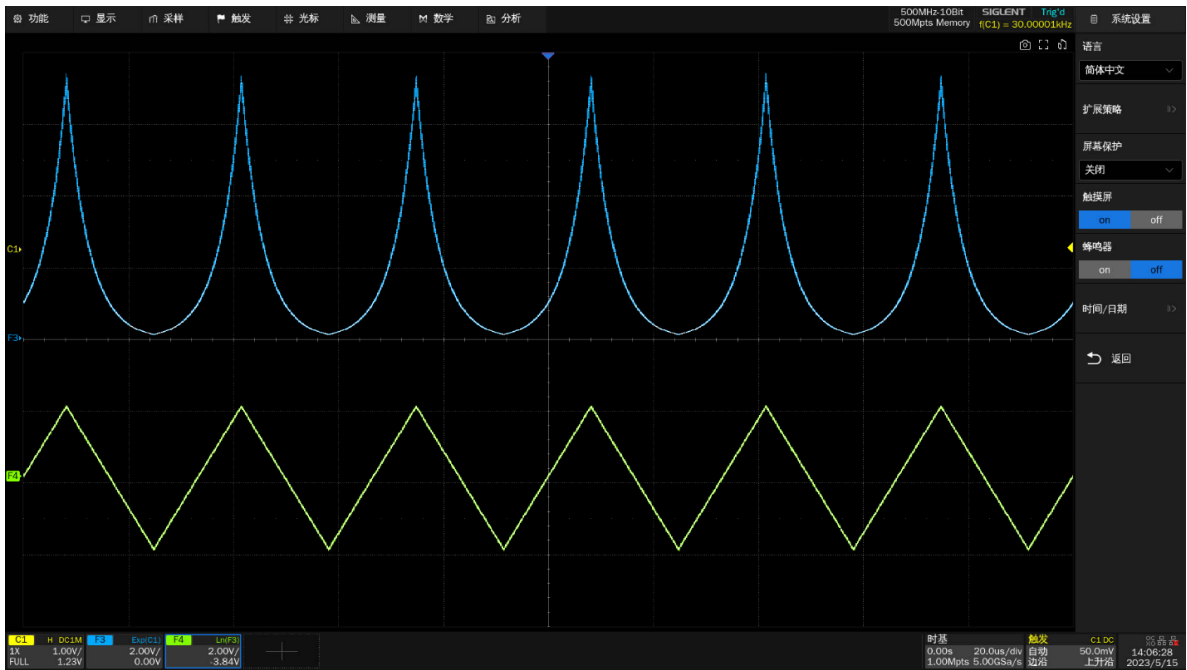 功能 显示 采样 触发 光标 测量 数学 分析
500MHz-10Bit SIGLENT Trig'd
500Mpts Memory f(C1) = 30.00001kHz
系统设置
语言
简体中文
扩展策略
屏幕保护
关闭
触摸屏
on off
C1
蜂鸣器
on off
时间/日期
F3
返回
F4
C1 H DC1M
1X 1.00V/
FULL 1.23V
F3 Exp(C1)
2.00V/
0.00V
F4 Ln(F3)
2.00V/
-3.84V
时基
0.00s 20.0us/div
1.00Mpts 5.00GSa/s
触发 C1 DC
自动 50.0mV
边沿 上升沿
14:06:28
2023/5/15